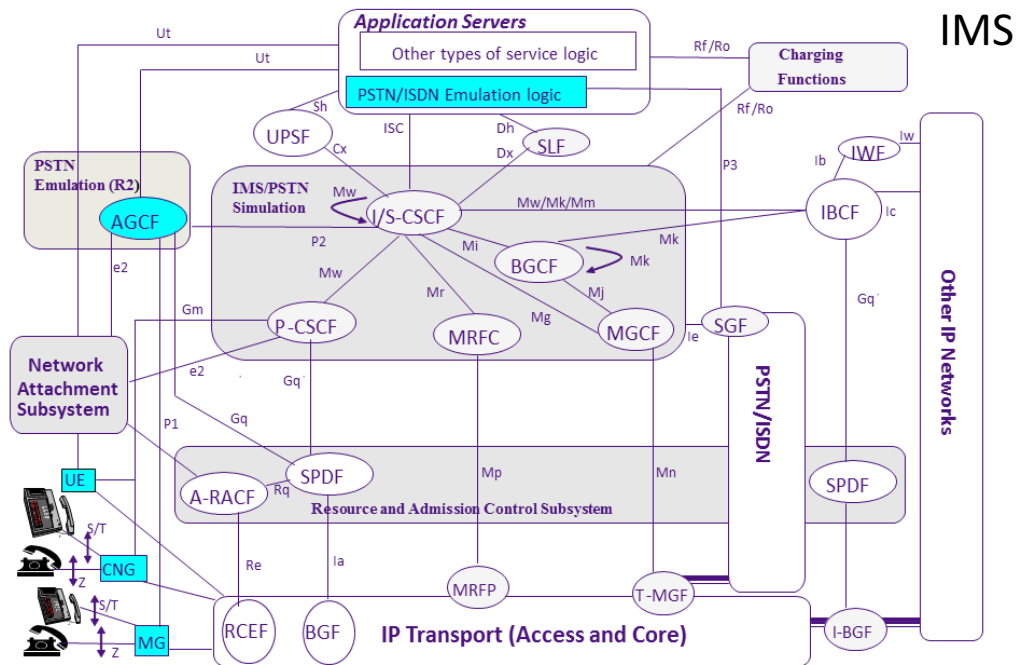 IMS
Application Servers
Other types of service logic
PSTN/ISDN Emulation logic
Ut
Ut
Rf/Ro
Charging
Functions
Rf/Ro
Sh
ISC
Dh
UPSF
SLF
Cx
Dx
P3
Iw
IWF
Ib
PSTN
Emulation (R2)
IMS/PSTN
Simulation
Mw
I/S-CSCF
Mw/Mk/Mm
IBCF
Ic
AGCF
P2
Mi
Mk
BGCF
Mk
e2
Mw
Mr
Mj
Gq'
Gm
Mg
P-CSCF
MRFC
MGCF
Ie
SGF
Other IP Networks
Network
Attachment
Subsystem
e2
Gq'
PSTN/ISDN
P1
Gq
UE
A-RACF
Rq
SPDF
Mp
Mn
SPDF
Resource and Admission Control Subsystem
S/T
CNG
Z
Re
Ia
MRFP
T-MGF
S/T
MG
Z
RCEF
BGF
IP Transport (Access and Core)
I-BGF